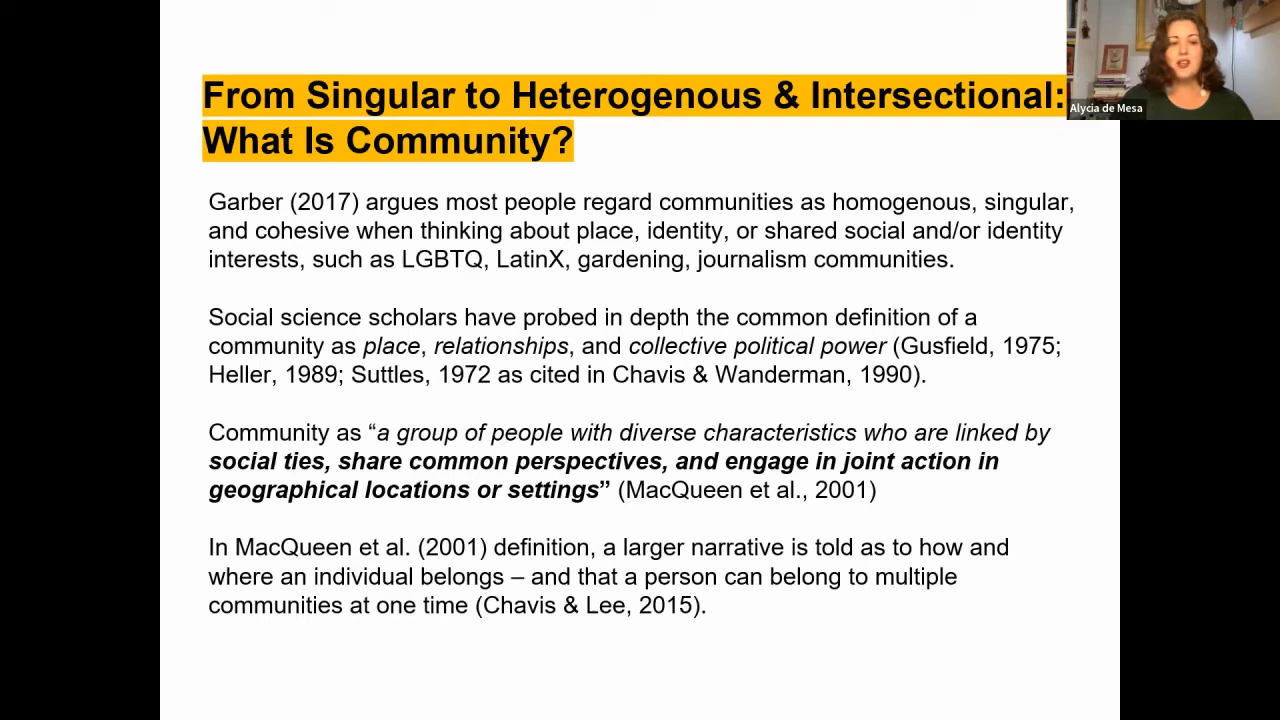 From Singular to Heterogenous & Intersectional:
What Is Community?
Alycia de Mesa
Garber (2017) argues most people regard communities as homogenous, singular,
and cohesive when thinking about place, identity, or shared social and/or identity
interests, such as LGBTQ, LatinX, gardening, journalism communities.
Social science scholars have probed in depth the common definition of a
community as place, relationships, and collective political power (Gusfield, 1975;
Heller, 1989; Suttles, 1972 as cited in Chavis & Wanderman, 1990).
Community as “a group of people with diverse characteristics who are linked by
social ties, share common perspectives, and engage in joint action in
geographical locations or settings” (MacQueen et al., 2001)
In MacQueen et al. (2001) definition, a larger narrative is told as to how and
where an individual belongs – and that a person can belong to multiple
communities at one time (Chavis & Lee, 2015).